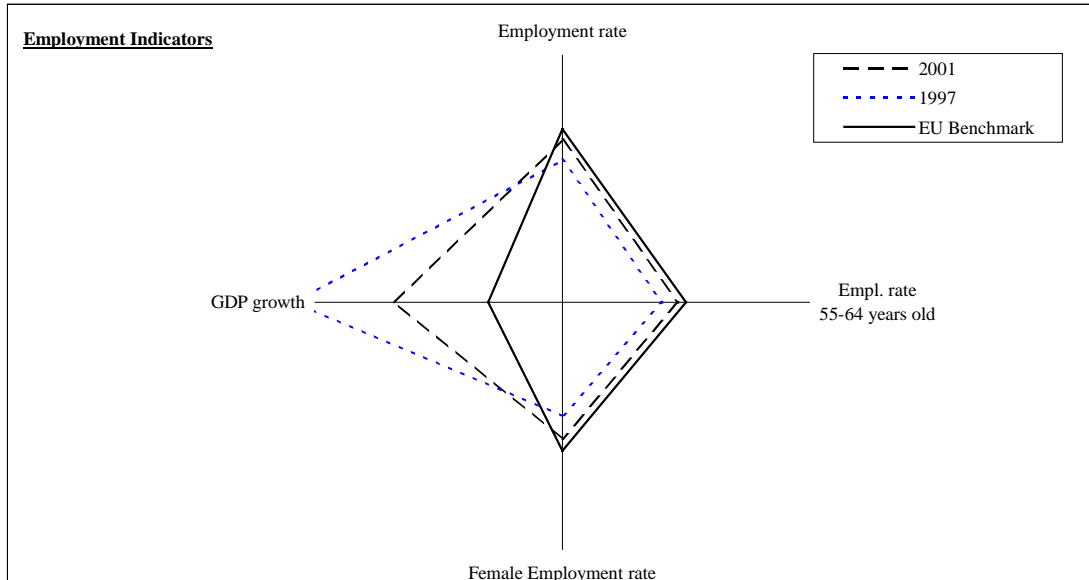 Employment Indicators
Employment rate
2001
1997
EU Benchmark
GDP growth
Empl. rate
55-64 years old
Female Employment rate